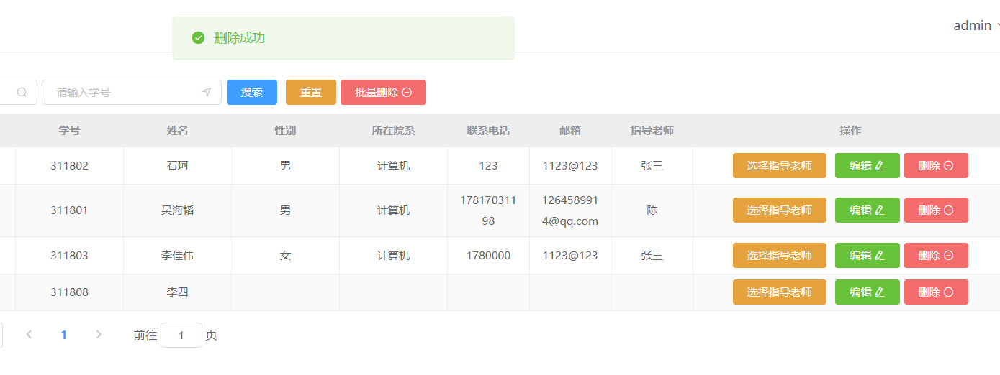 admin
删除成功
请输入学号 搜索 重置 批量删除
学号 姓名 性别 所在院系 联系电话 邮箱 指导老师 操作
311802 石珂 男 计算机 123 1123@123 张三 选择指导老师 编辑 删除
311801 吴海韬 男 计算机 178170311 126458991 陈 选择指导老师 编辑 删除
98 4@qq.com
311803 李佳伟 女 计算机 1780000 1123@123 张三 选择指导老师 编辑 删除
311808 李四 选择指导老师 编辑 删除
1 前往 1 页